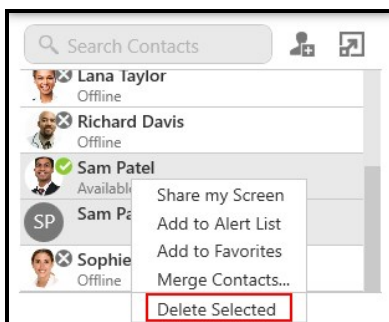 Search Contacts
Lana Taylor
Offline
Richard Davis
Offline
Sam Patel
Availabl
SP
Sam Pa
Sophie
Offline
Share my Screen
Add to Alert List
Add to Favorites
Merge Contacts...
Delete Selected